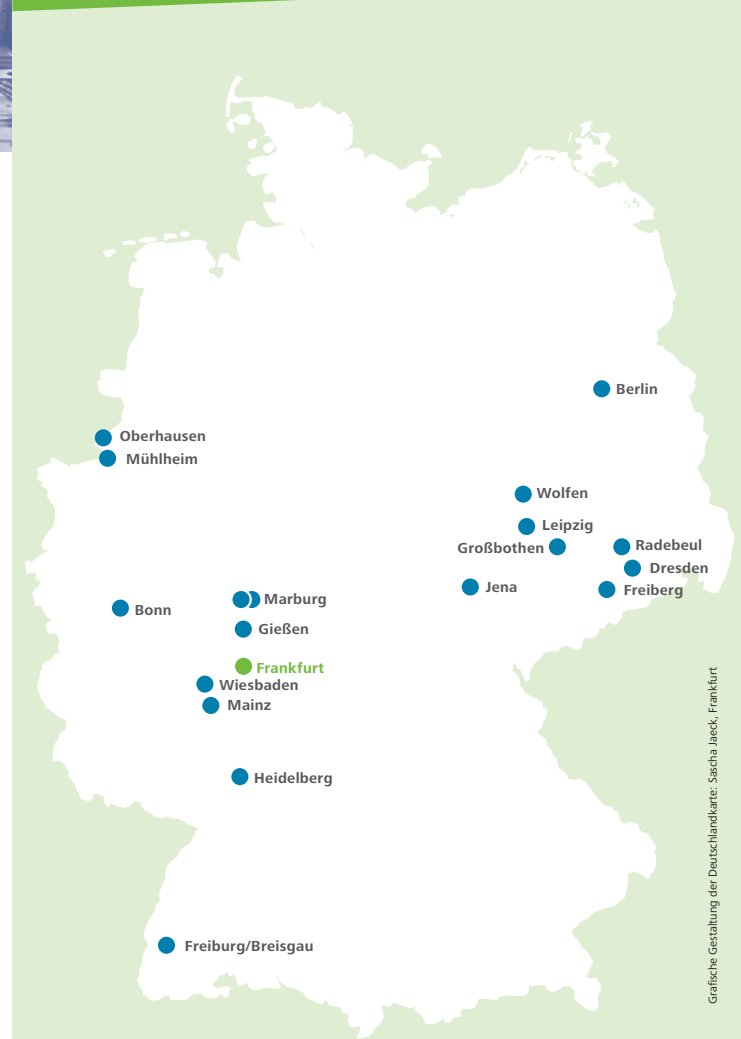 Berlin
Oberhausen
Mühlheim
Wolfen
Leipzig
Großbothen
Radebeul
Dresden
Jena
Freiberg
Marburg
Bonn
Gießen
Frankfurt
Wiesbaden
Mainz
Heidelberg
Freiburg/Breisgau
Grafische Gestaltung der Deutschlandkarte: Sascha Jaeck, Frankfurt